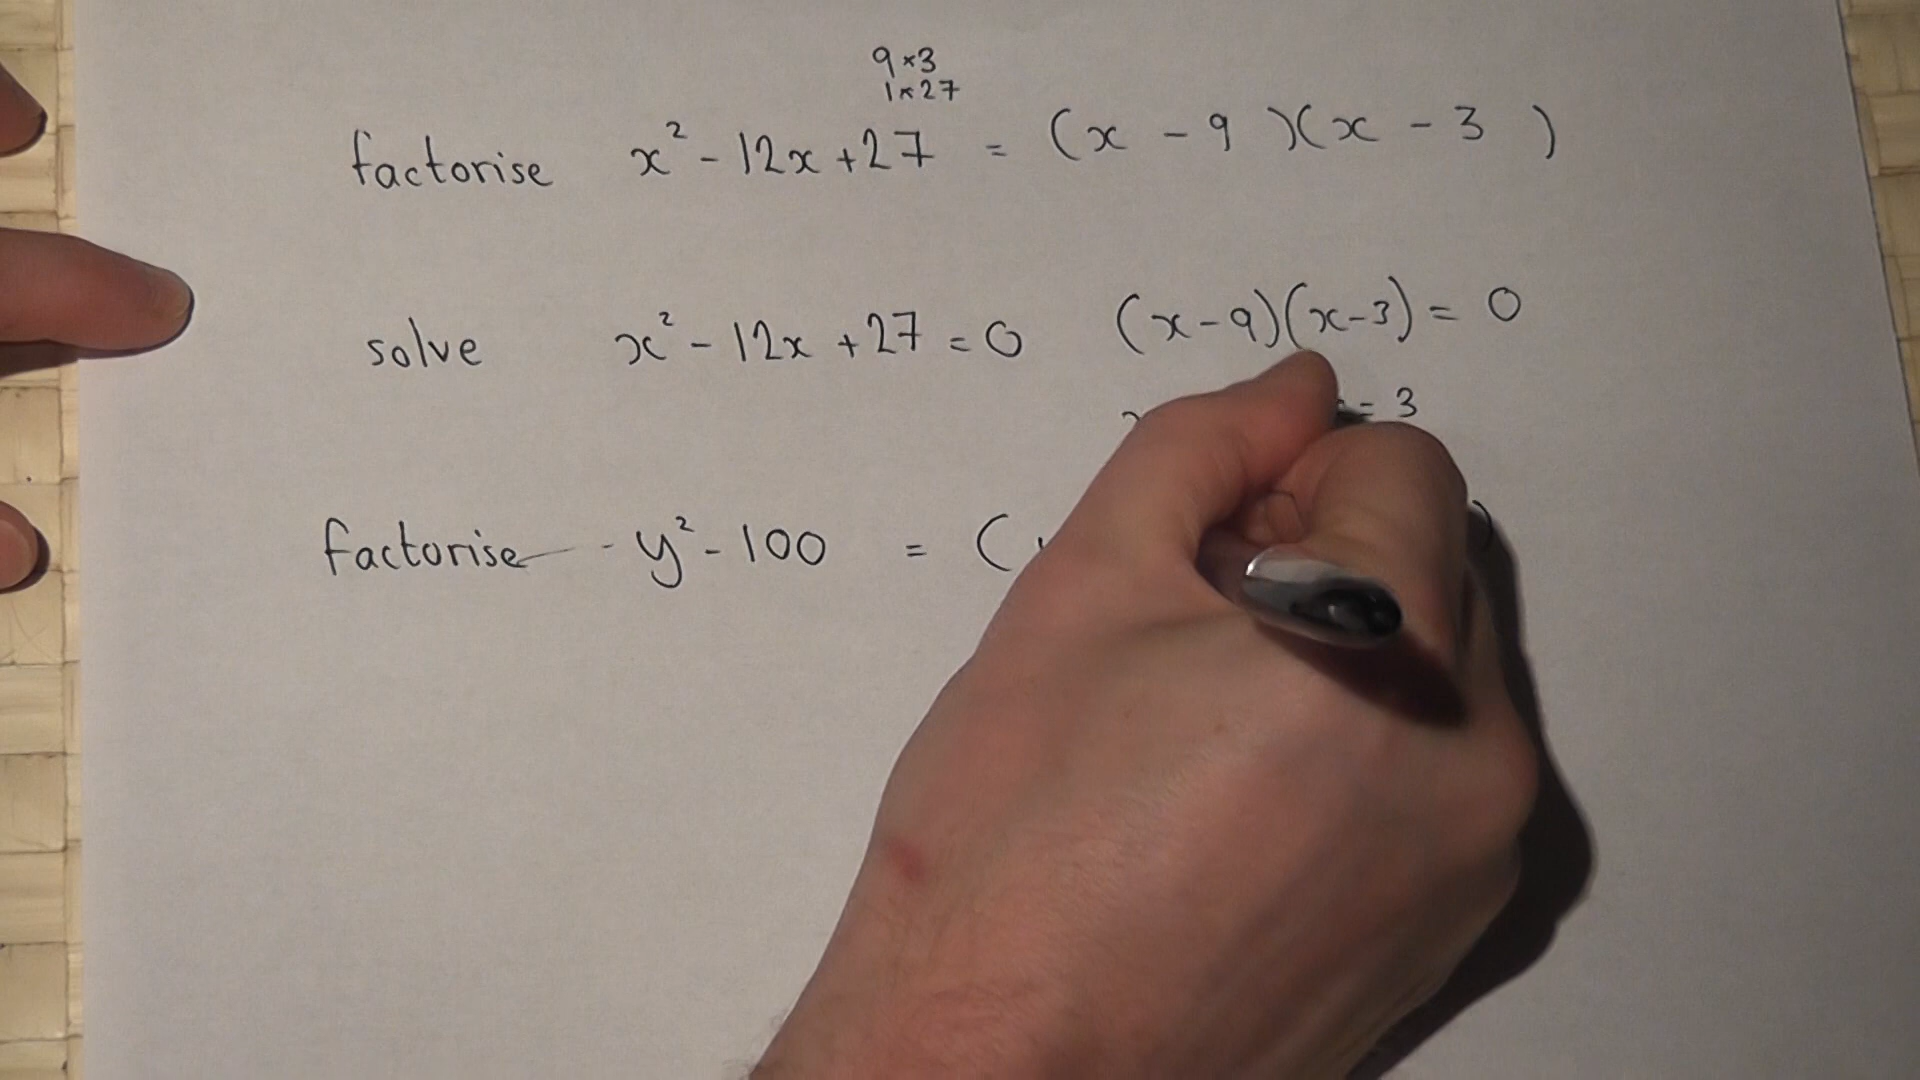 9 × 3
1 × 27
factorise x² - 12x + 27 = (x - 9 )(x - 3 )
solve x² - 12x + 27 = 0 (x - 9)(x - 3) = 0
= 3
factorise y² - 100 = ( )